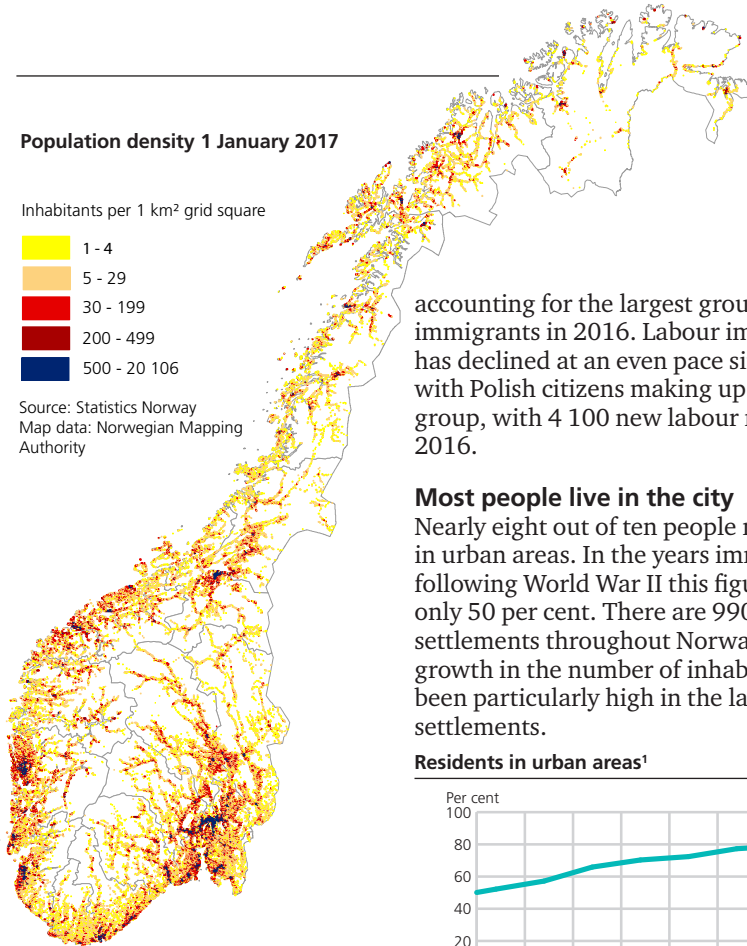 Population density 1 January 2017
Inhabitants per 1 km² grid square
1 - 4
5 - 29
30 - 199
200 - 499
500 - 20 106
Source: Statistics Norway
Map data: Norwegian Mapping
Authority
accounting for the largest grou
immigrants in 2016. Labour im
has declined at an even pace si
with Polish citizens making up
group, with 4 100 new labour
2016.
Most people live in the city
Nearly eight out of ten people
in urban areas. In the years imm
following World War II this figu
only 50 per cent. There are 990
settlements throughout Norwa
growth in the number of inhab
been particularly high in the la
settlements.
Residents in urban areas¹
Per cent
100
80
60
40
20